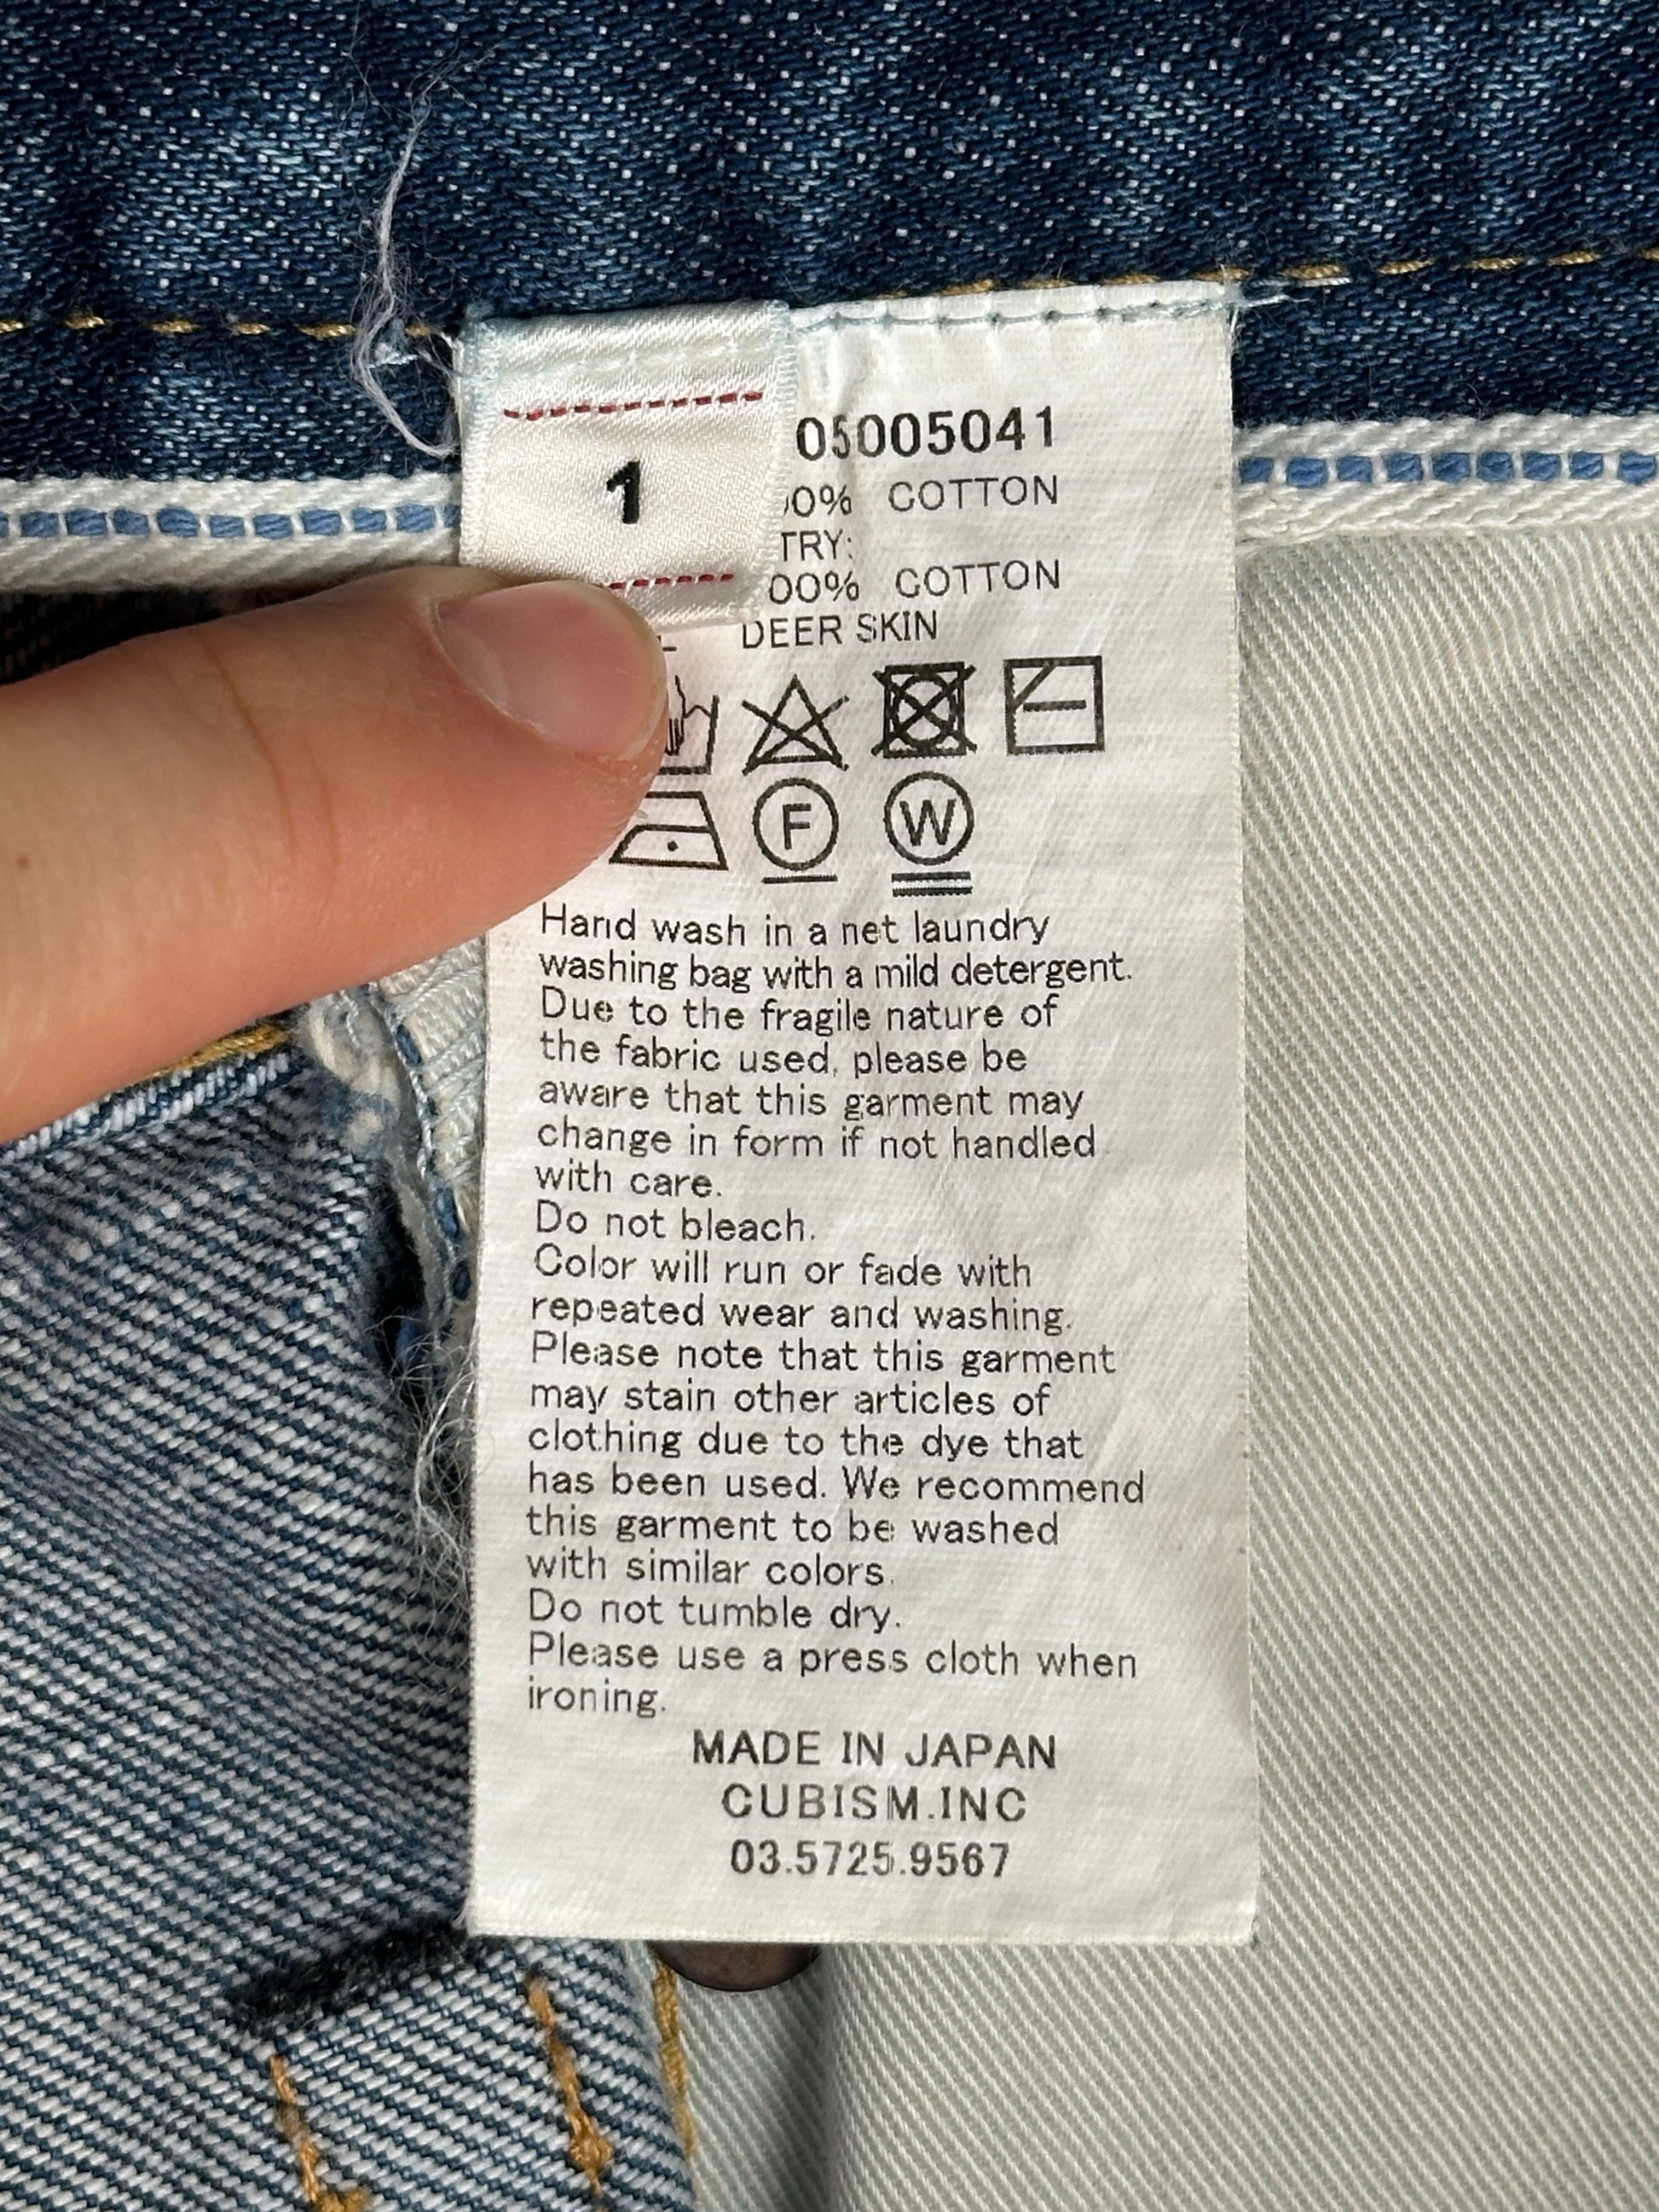 1
05005041
COTTON
COTTON
DEER SKIN
F
W
Hand wash in a net laundry
washing bag with a mild detergent.
Due to the fragile nature of
the fabric used, please be
aware that this garment may
change in form if not handled
with care.
Do not bleach.
Color will run or fade with
repeated wear and washing.
Please note that this garment
may stain other articles of
clothing due to the dye that
has been used. We recommend
this garment to be washed
with similar colors.
Do not tumble dry.
Please use a press cloth when
ironing.
MADE IN JAPAN
CUBISM.INC
03.5725.9567